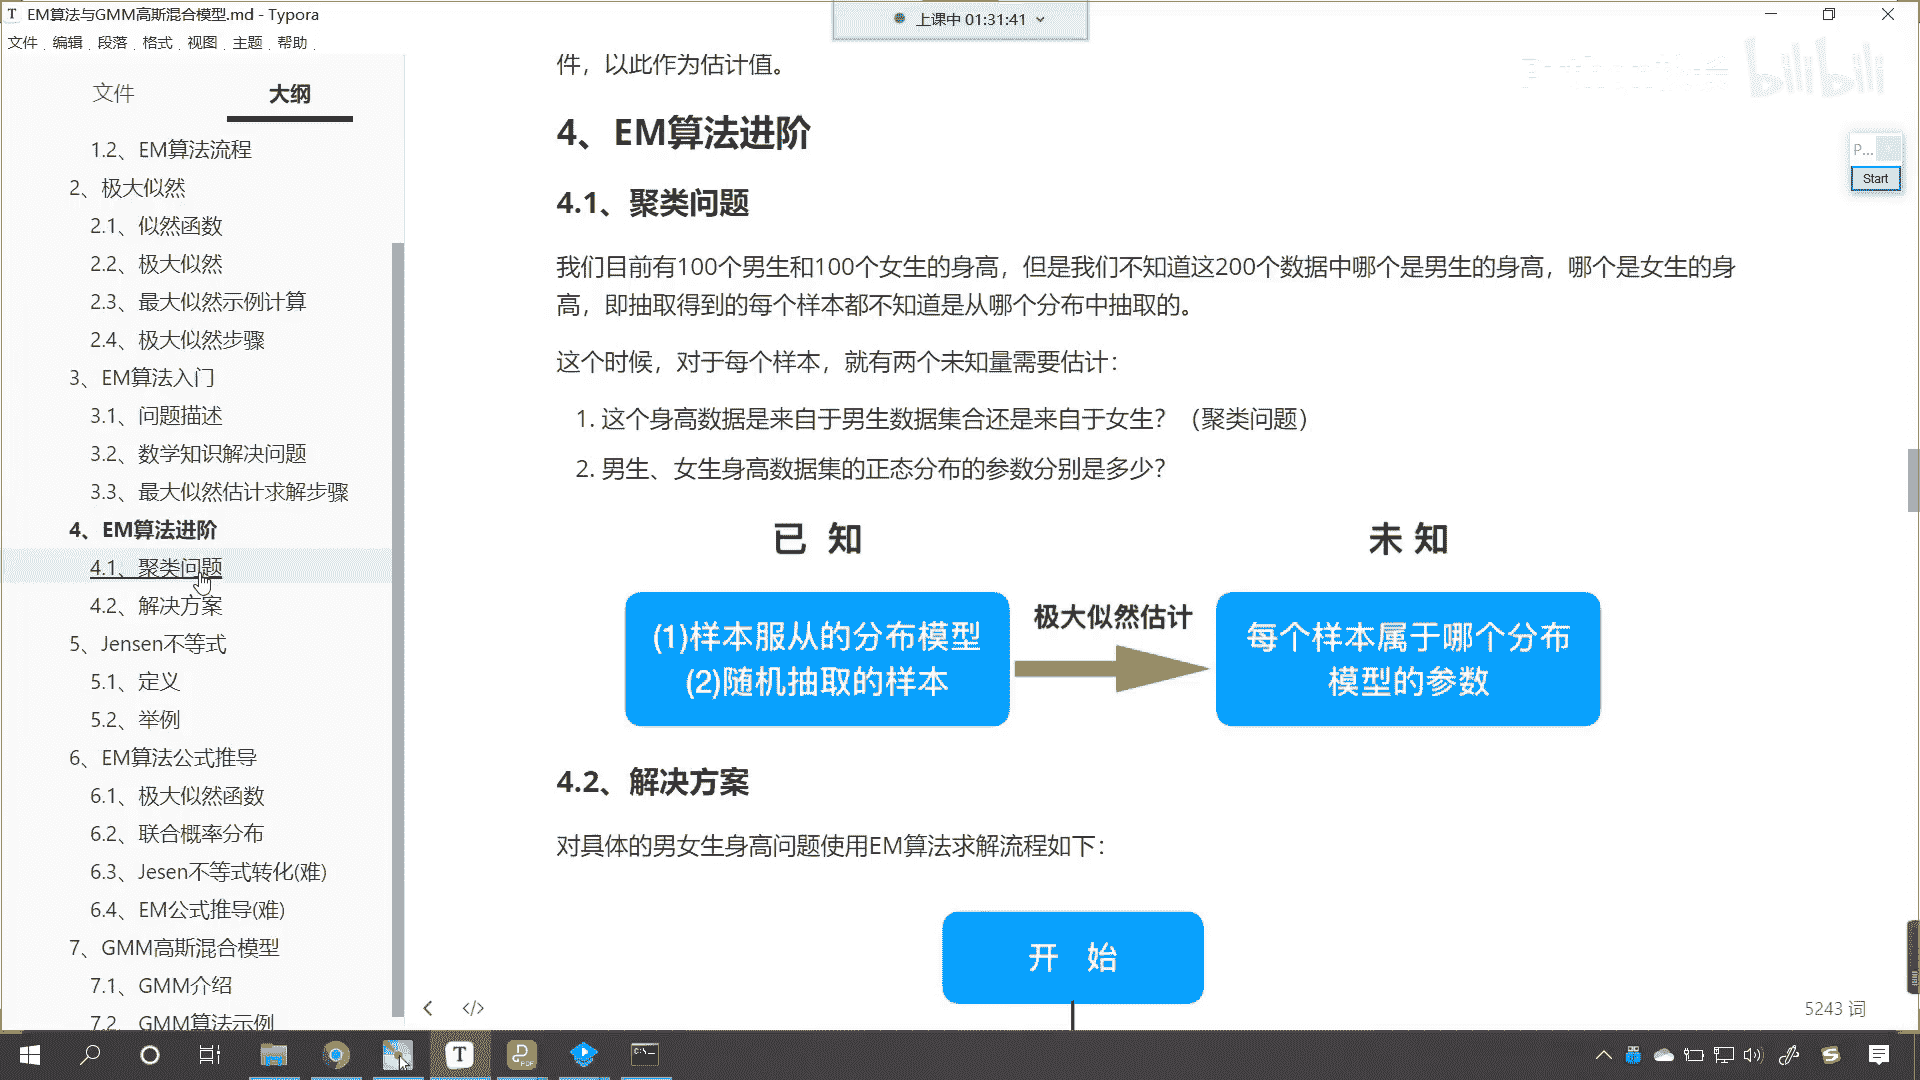 EM算法与GMM高斯混合模型.md - Typora
上课中 01:31:41
文件 编辑 段落 格式 视图 主题 帮助
bilibili
文件 大纲
1.2、EM算法流程
2、极大似然
2.1、似然函数
2.2、极大似然
2.3、最大似然示例计算
2.4、极大似然步骤
3、EM算法入门
3.1、问题描述
3.2、数学知识解决问题
3.3、最大似然估计求解步骤
4、EM算法进阶
4.1、聚类问题
4.2、解决方案
5、Jensen不等式
5.1、定义
5.2、举例
6、EM算法公式推导
6.1、极大似然函数
6.2、联合概率分布
6.3、Jesen不等式转化(难)
6.4、EM公式推导(难)
7、GMM高斯混合模型
7.1、GMM介绍
7.2、GMM算法示例
件，以此作为估计值。
4、EM算法进阶
4.1、聚类问题
我们目前有100个男生和100个女生的身高，但是我们不知道这200个数据中哪个是男生的身高，哪个是女生的身
高，即抽取得到的每个样本都不知道是从哪个分布中抽取的。
这个时候，对于每个样本，就有两个未知量需要估计：
1. 这个身高数据是来自于男生数据集合还是来自于女生？（聚类问题）
2. 男生、女生身高数据集的正态分布的参数分别是多少？
已 知
未 知
(1)样本服从的分布模型
(2)随机抽取的样本
极大似然估计
每个样本属于哪个分布
模型的参数
4.2、解决方案
对具体的男女生身高问题使用EM算法求解流程如下：
开 始
P...
Start
5243 词